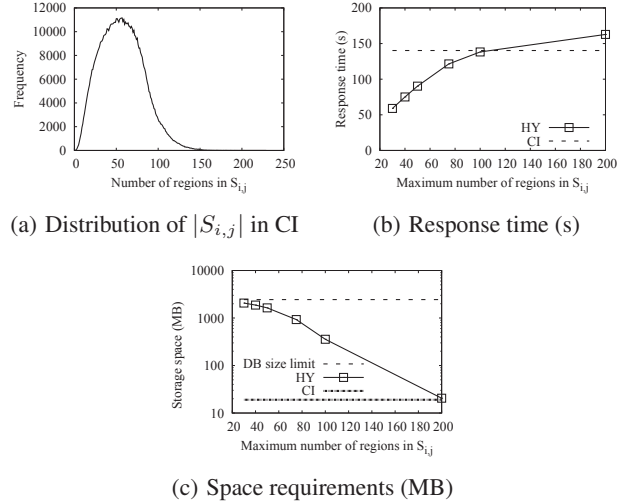 12000
10000
8000
6000
4000
2000
0
Frequency
0 50 100 150 200 250
Number of regions in S_{i,j}
(a) Distribution of |S_{i,j}| in CI
200
150
100
50
0
Response time (s)
HY
CI
20 40 60 80 100 120 140 160 180 200
Maximum number of regions in S_{i,j}
(b) Response time (s)
10000
1000
100
10
Storage space (MB)
DB size limit
HY
CI
20 40 60 80 100 120 140 160 180 200
Maximum number of regions in S_{i,j}
(c) Space requirements (MB)